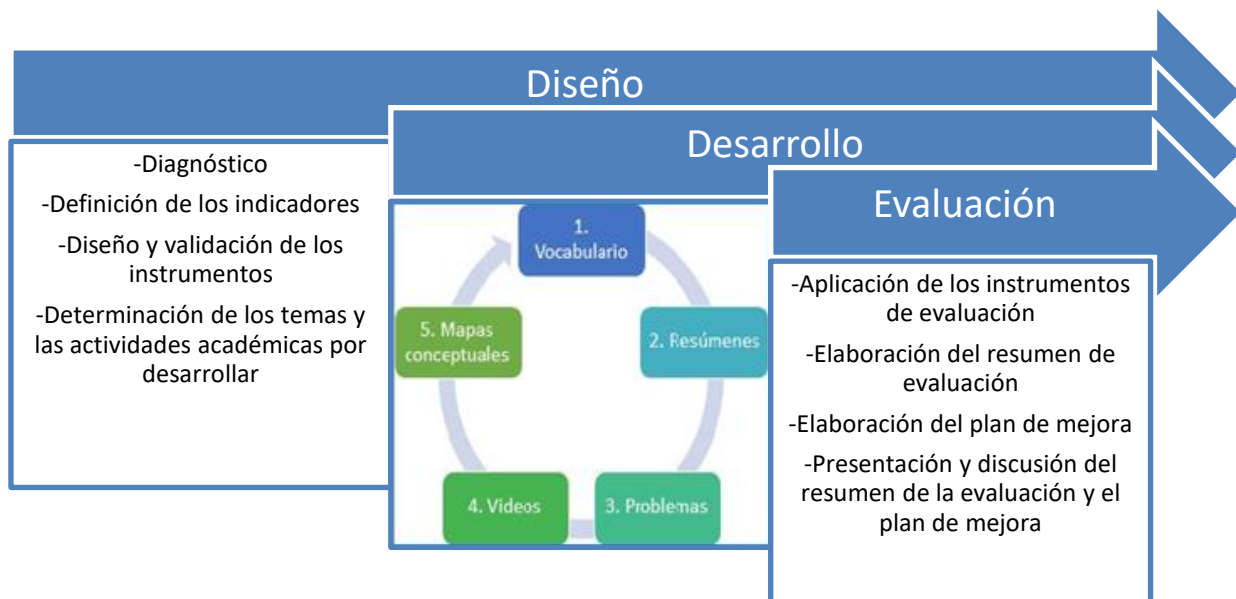 Diseño
-Diagnóstico
-Definición de los indicadores
-Diseño y validación de los
instrumentos
-Determinación de los temas y
las actividades académicas por
desarrollar
Desarrollo
1.
Vocabulario
2. Resúmenes
3. Problemas
4. Videos
5. Mapas
conceptuales
Evaluación
-Aplicación de los instrumentos
de evaluación
-Elaboración del resumen de
evaluación
-Elaboración del plan de mejora
-Presentación y discusión del
resumen de la evaluación y el
plan de mejora